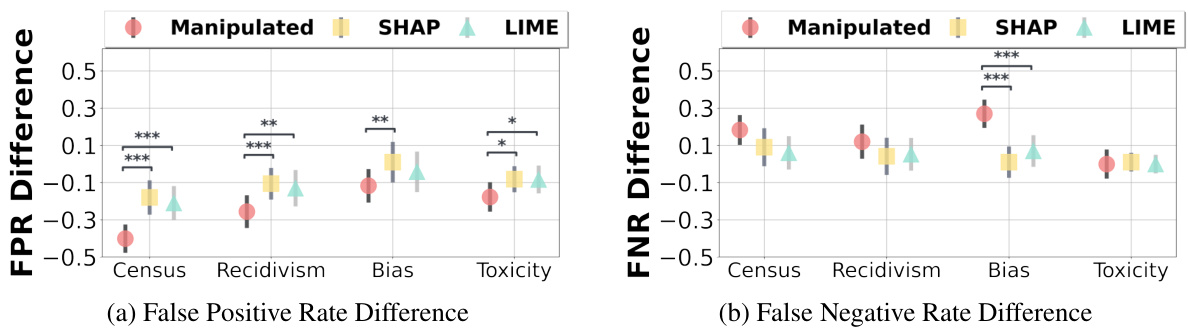 Manipulated SHAP LIME
FPR Difference
0.5
0.3
0.1
−0.1
−0.3
−0.5
***
***
**
***
**
*
*
Census Recidivism Bias Toxicity
(a) False Positive Rate Difference
Manipulated SHAP LIME
FNR Difference
0.5
0.3
0.1
−0.1
−0.3
−0.5
***
***
Census Recidivism Bias Toxicity
(b) False Negative Rate Difference